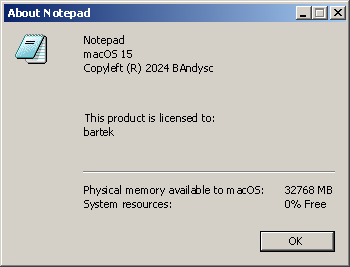 About Notepad
Notepad
macOS 15
Copyleft (R) 2024 BAndysc
This product is licensed to:
bartek
Physical memory available to macOS: 32768 MB
System resources: 0% Free
OK